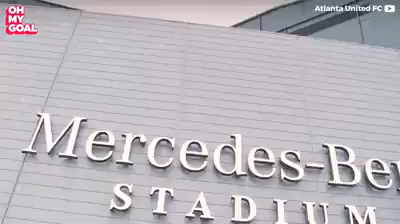 OH
MY
GOAL
Atlanta United FC
Mercedes-Be
STADIUM